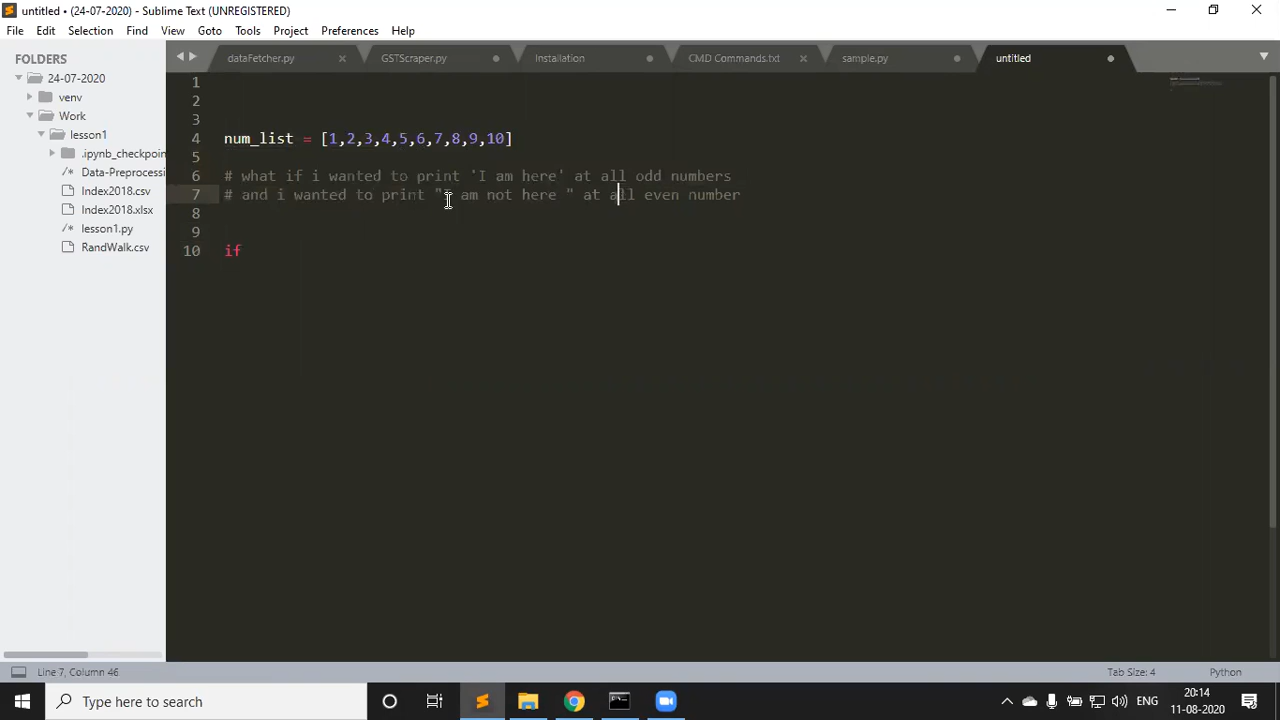 untitled • (24-07-2020) - Sublime Text (UNREGISTERED)
File Edit Selection Find View Goto Tools Project Preferences Help
FOLDERS
24-07-2020
venv
Work
lesson1
.ipynb_checkpoin
Data-Preprocessi
Index2018.csv
Index2018.xlsx
lesson1.py
RandWalk.csv
dataFetcher.py GSTScraper.py Installation CMD Commands.txt sample.py untitled
1
2
3
4 num_list = [1,2,3,4,5,6,7,8,9,10]
5
6 # what if i wanted to print 'I am here' at all odd numbers
7 # and i wanted to print "I am not here " at all even number
8
9
10 if
Line 7, Column 46 Tab Size: 4 Python
Type here to search ENG 20:14
11-08-2020